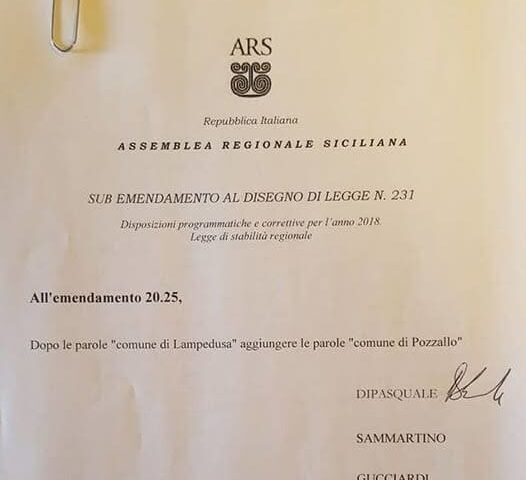 ARS
Repubblica Italiana
ASSEMBLEA REGIONALE SICILIANA
SUB EMENDAMENTO AL DISEGNO DI LEGGE N. 231
Disposizioni programmatiche e correttive per l'anno 2018.
Legge di stabilità regionale
All'emendamento 20.25,
Dopo le parole "comune di Lampedusa" aggiungere le parole "comune di Pozzallo"
DIPASQUALE
SAMMARTINO
GUCCIARDI